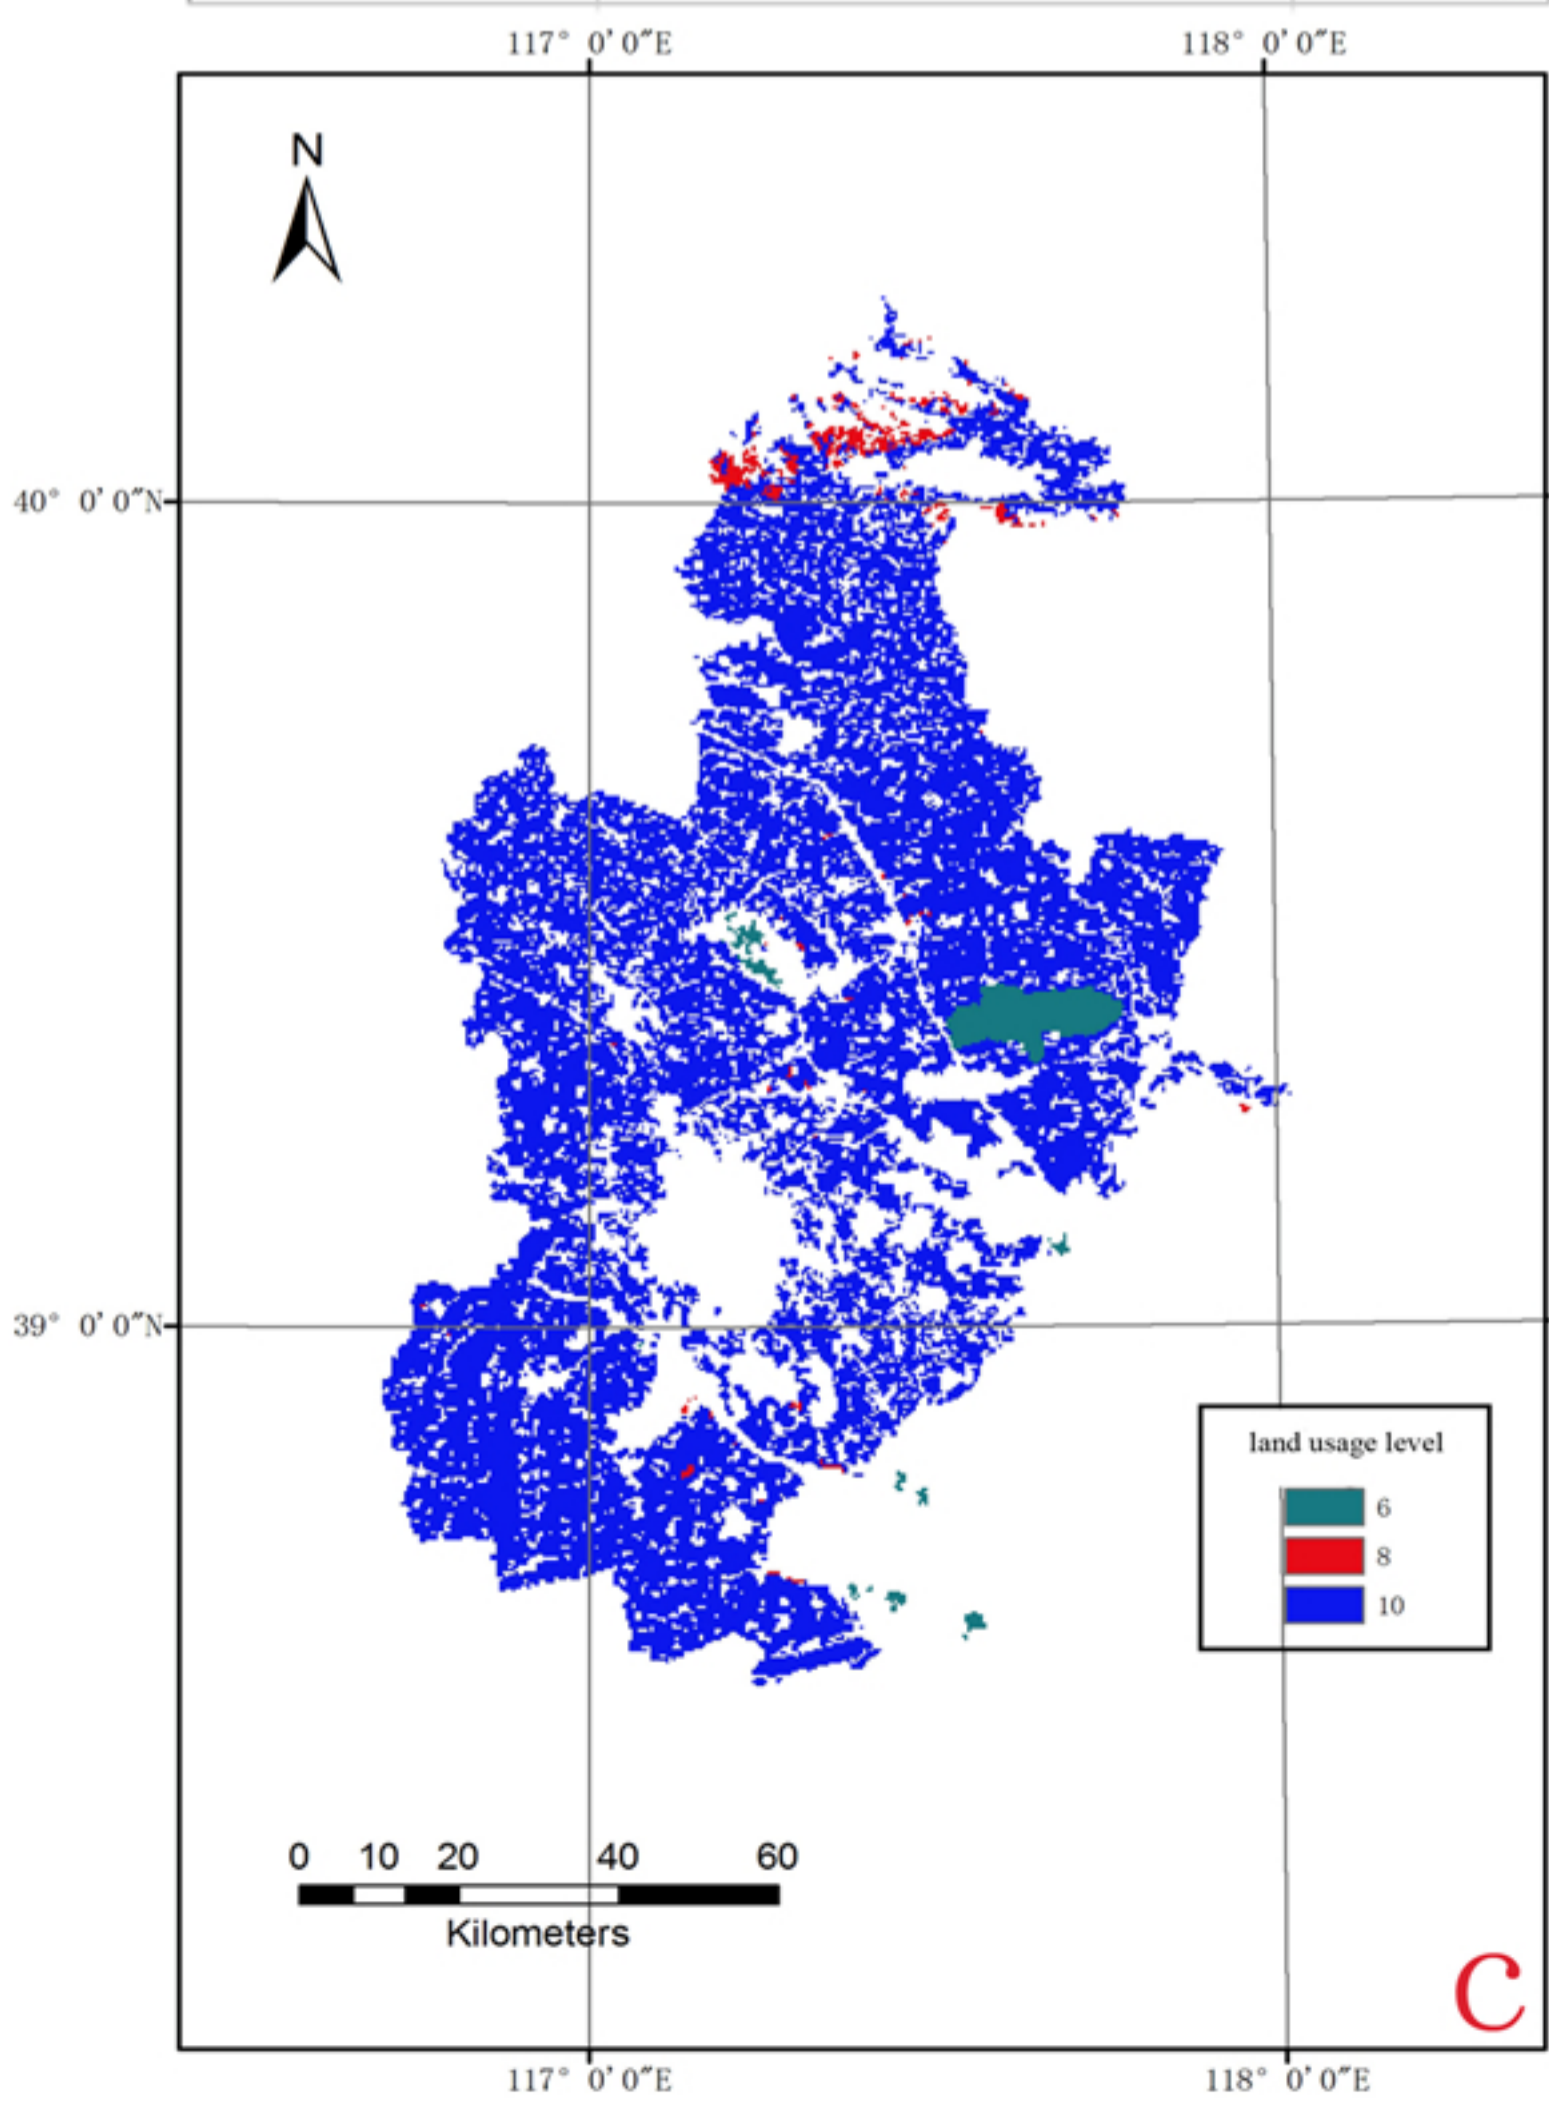 117° 0′ 0″E 118° 0′ 0″E
N
40° 0′ 0″N
39° 0′ 0″N
land usage level
6
8
10
0 10 20 40 60
Kilometers
C
117° 0′ 0″E 118° 0′ 0″E